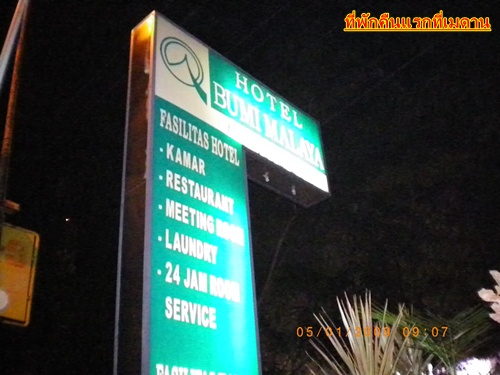 ที่พักคืนแรกที่เมดาน
HOTEL
BUMI MALAYA
FASILITAS HOTEL
· KAMAR
· RESTAURANT
· MEETING ROOM
· LAUNDRY
· 24 JAM ROOM
SERVICE
05/01/2009 09:07